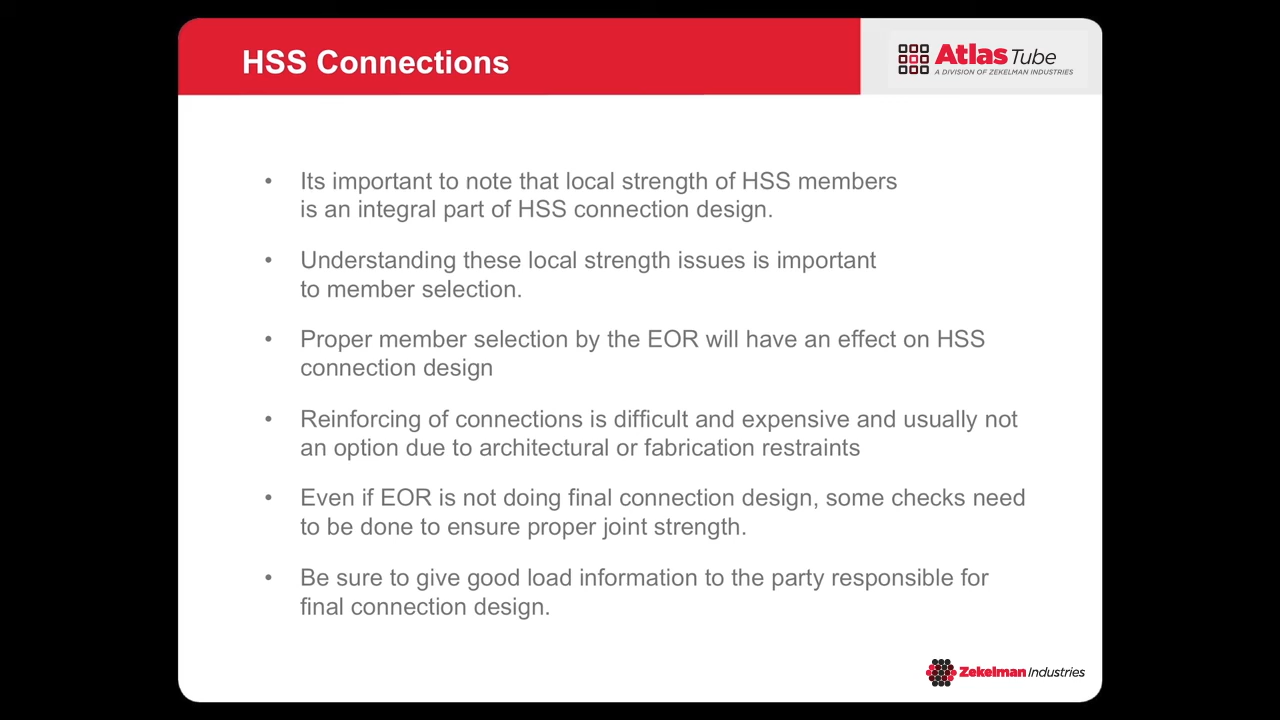 HSS Connections
Atlas Tube
A DIVISION OF ZEKELMAN INDUSTRIES
• Its important to note that local strength of HSS members
is an integral part of HSS connection design.
• Understanding these local strength issues is important
to member selection.
• Proper member selection by the EOR will have an effect on HSS
connection design
• Reinforcing of connections is difficult and expensive and usually not
an option due to architectural or fabrication restraints
• Even if EOR is not doing final connection design, some checks need
to be done to ensure proper joint strength.
• Be sure to give good load information to the party responsible for
final connection design.
Zekelman Industries